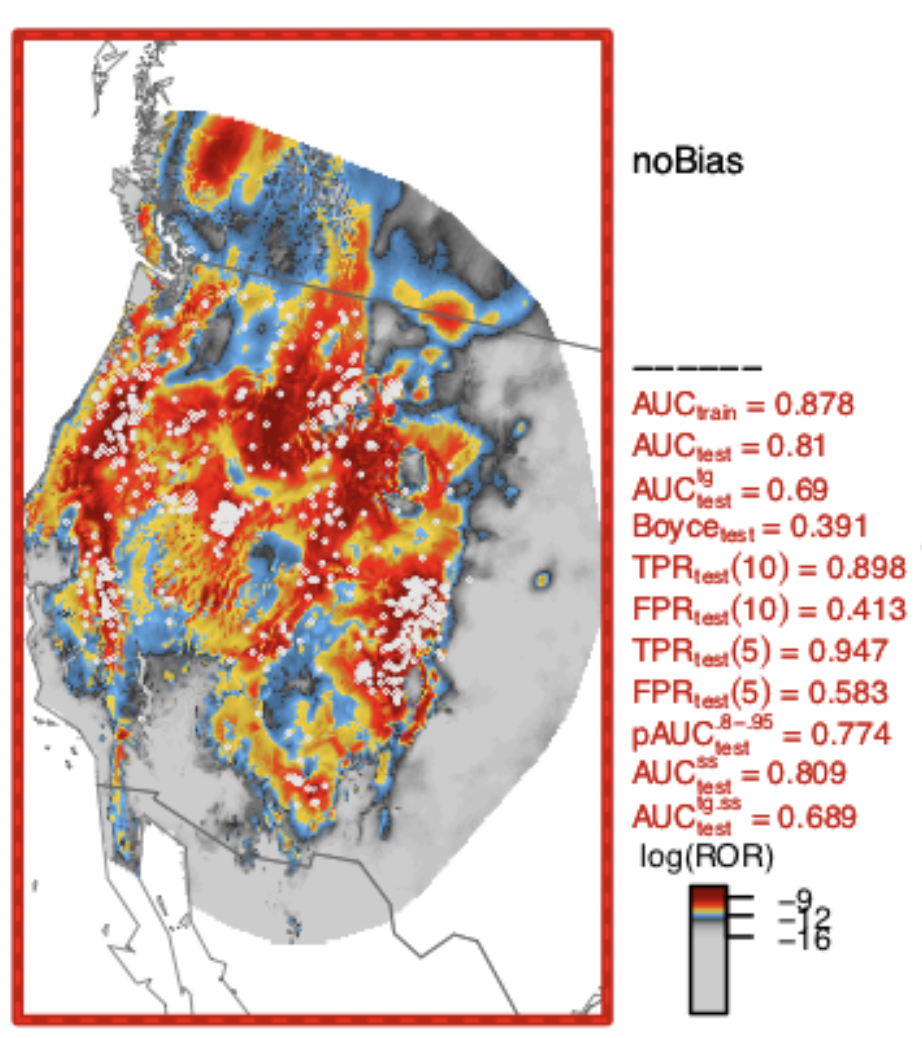 noBias
------
AUCtrain = 0.878
AUCtest = 0.81
AUCtgtest = 0.69
Boycetest = 0.391
TPRtest(10) = 0.898
FPRtest(10) = 0.413
TPRtest(5) = 0.947
FPRtest(5) = 0.583
pAUC.8–.95test = 0.774
AUCsstest = 0.809
AUCtg.sstest = 0.689
log(ROR)
−9
−12
−16